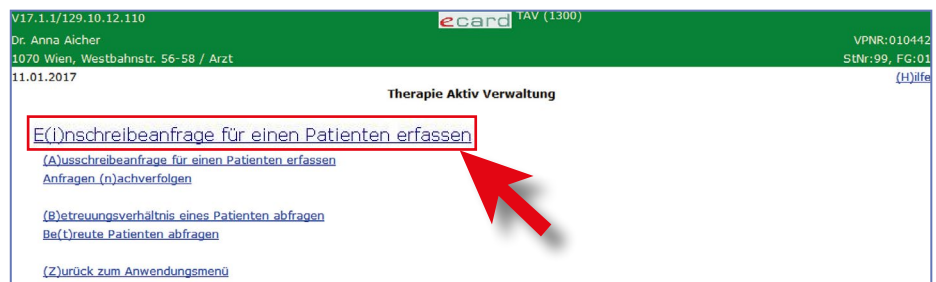 V17.1.1/129.10.12.110 ecard TAV (1300)
Dr. Anna Aicher VPNR:010442
1070 Wien, Westbahnstr. 56-58 / Arzt StNr:99, FG:01
11.01.2017 (H)ilfe
Therapie Aktiv Verwaltung
E(i)nschreibeanfrage für einen Patienten erfassen
(A)usschreibeanfrage für einen Patienten erfassen
Anfragen (n)achverfolgen
(B)etreuungsverhältnis eines Patienten abfragen
Be(t)reute Patienten abfragen
(Z)urück zum Anwendungsmenü